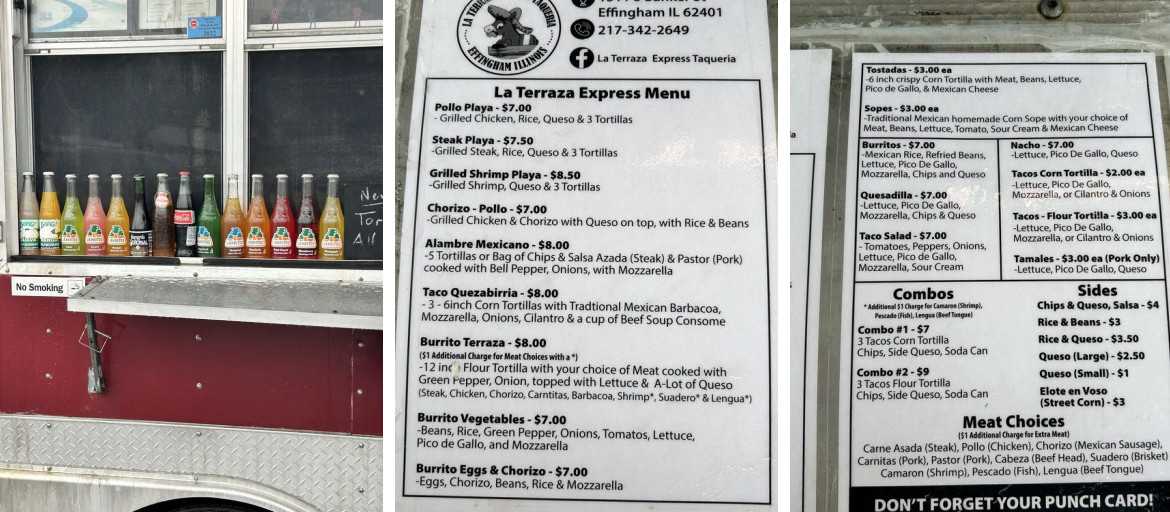 No Smoking
New
Tor
All
LA TERRAZA
TAQUERIA
EFFINGHAM ILLINOIS
Effingham IL 62401
217-342-2649
La Terraza Express Taqueria
La Terraza Express Menu
Pollo Playa - $7.00
- Grilled Chicken, Rice, Queso & 3 Tortillas
Steak Playa - $7.50
-Grilled Steak, Rice, Queso & 3 Tortillas
Grilled Shrimp Playa - $8.50
-Grilled Shrimp, Queso & 3 Tortillas
Chorizo - Pollo - $7.00
-Grilled Chicken & Chorizo with Queso on top, with Rice & Beans
Alambre Mexicano - $8.00
-5 Tortillas or Bag of Chips & Salsa Azada (Steak) & Pastor (Pork)
cooked with Bell Pepper, Onions, with Mozzarella
Taco Quezabirria - $8.00
- 3 - 6inch Corn Tortillas with Tradtional Mexican Barbacoa,
Mozzarella, Onions, Cilantro & a cup of Beef Soup Consome
Burrito Terraza - $8.00
($1 Additional Charge for Meat Choices with a *)
-12 inch Flour Tortilla with your choice of Meat cooked with
Green Pepper, Onion, topped with Lettuce & A-Lot of Queso
(Steak, Chicken, Chorizo, Carntitas, Barbacoa, Shrimp*, Suadero* & Lengua*)
Burrito Vegetables - $7.00
-Beans, Rice, Green Pepper, Onions, Tomatoes, Lettuce,
Pico de Gallo, and Mozzarella
Burrito Eggs & Chorizo - $7.00
-Eggs, Chorizo, Beans, Rice & Mozzarella
Tostadas - $3.00 ea
-6 inch crispy Corn Tortilla with Meat, Beans, Lettuce,
Pico de Gallo, & Mexican Cheese
Sopes - $3.00 ea
-Traditional Mexican homemade Corn Sope with your choice of
Meat, Beans, Lettuce, Tomato, Sour Cream & Mexican Cheese
Burritos - $7.00
-Mexican Rice, Refried Beans,
Lettuce, Pico De Gallo,
Mozzarella, Chips and Queso
Quesadilla - $7.00
-Lettuce, Pico De Gallo,
Mozzarella, Chips & Queso
Taco Salad - $7.00
- Tomatoes, Peppers, Onions,
Lettuce, Pico de Gallo,
Mozzarella, Sour Cream
Nacho - $7.00
-Lettuce, Pico De Gallo, Queso
Tacos Corn Tortilla - $2.00 ea
-Lettuce, Pico De Gallo,
Mozzarella, or Cilantro & Onions
Tacos - Flour Tortilla - $3.00 ea
-Lettuce, Pico De Gallo,
Mozzarella, or Cilantro & Onions
Tamales - $3.00 ea (Pork Only)
-Lettuce, Pico De Gallo, Queso
Combos
* Additional $1 Charge for Camaron (Shrimp),
Pescado (Fish), Lengua (Beef Tongue)
Combo #1 - $7
3 Tacos Corn Tortilla
Chips, Side Queso, Soda Can
Combo #2 - $9
3 Tacos Flour Tortilla
Chips, Side Queso, Soda Can
Sides
Chips & Queso, Salsa - $4
Rice & Beans - $3
Rice & Queso - $3.50
Queso (Large) - $2.50
Queso (Small) - $1
Elote en Voso
(Street Corn) - $3
Meat Choices
($1 Additional Charge for Extra Meat)
Carne Asada (Steak), Pollo (Chicken), Chorizo (Mexican Sausage),
Carnitas (Pork), Pastor (Pork), Cabeza (Beef Head), Suadero (Brisket)
Camaron (Shrimp), Pescado (Fish), Lengua (Beef Tongue)
DON'T FORGET YOUR PUNCH CARD!